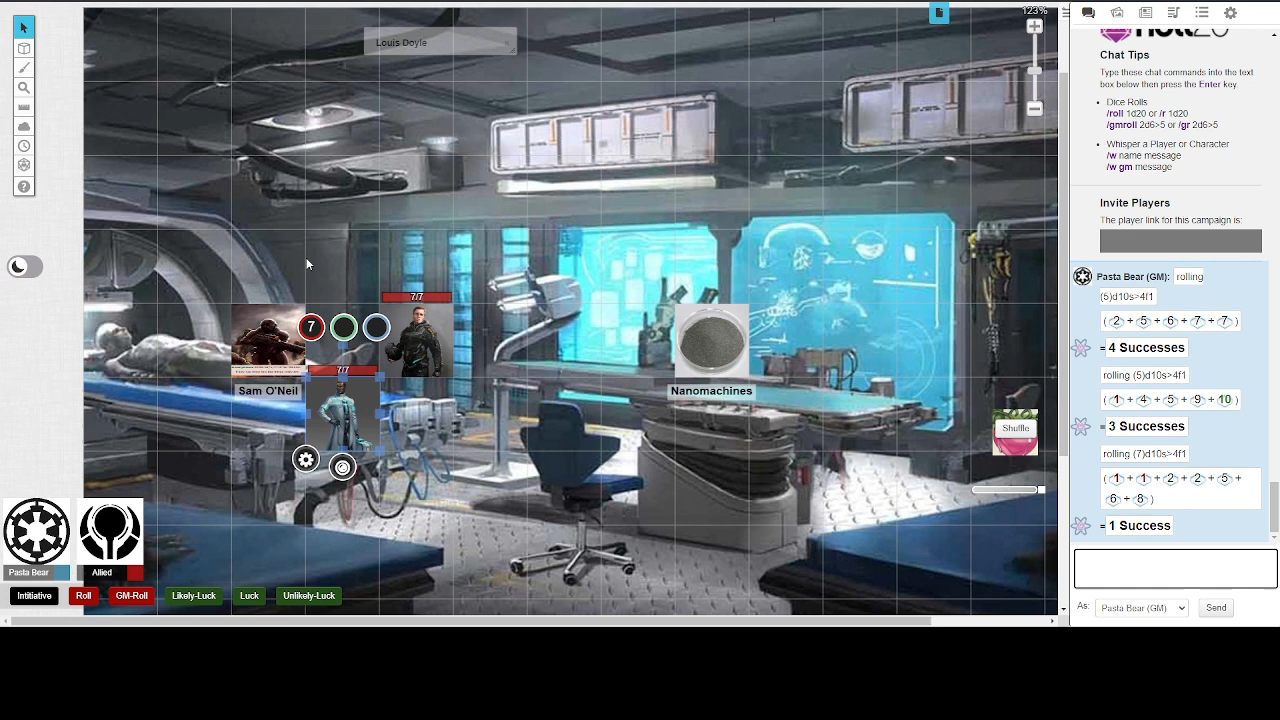 123%
Louis Doyle
Chat Tips
Type these chat commands into the text
box below then press the Enter key.
Dice Rolls
/roll 1d20 or /r 1d20
/gmroll 2d6>5 or /gr 2d6>5
Whisper a Player or Character
/w name message
/w gm message
Invite Players
The player link for this campaign is:
Pasta Bear (GM): rolling
(5)d10s>4f1
(2+5+6+7+7)
= 4 Successes
rolling (5)d10s>4f1
(1+4+5+9+10)
= 3 Successes
rolling (7)d10s>4f1
(1+1+2+2+5+
6+8)
= 1 Success
As: Pasta Bear (GM) Send
7/7
7
7/7
Sam O'Neil
Nanomachines
Shuffle
Pasta Bear
Allied
Intitiative
Roll
GM-Roll
Likely-Luck
Luck
Unlikely-Luck